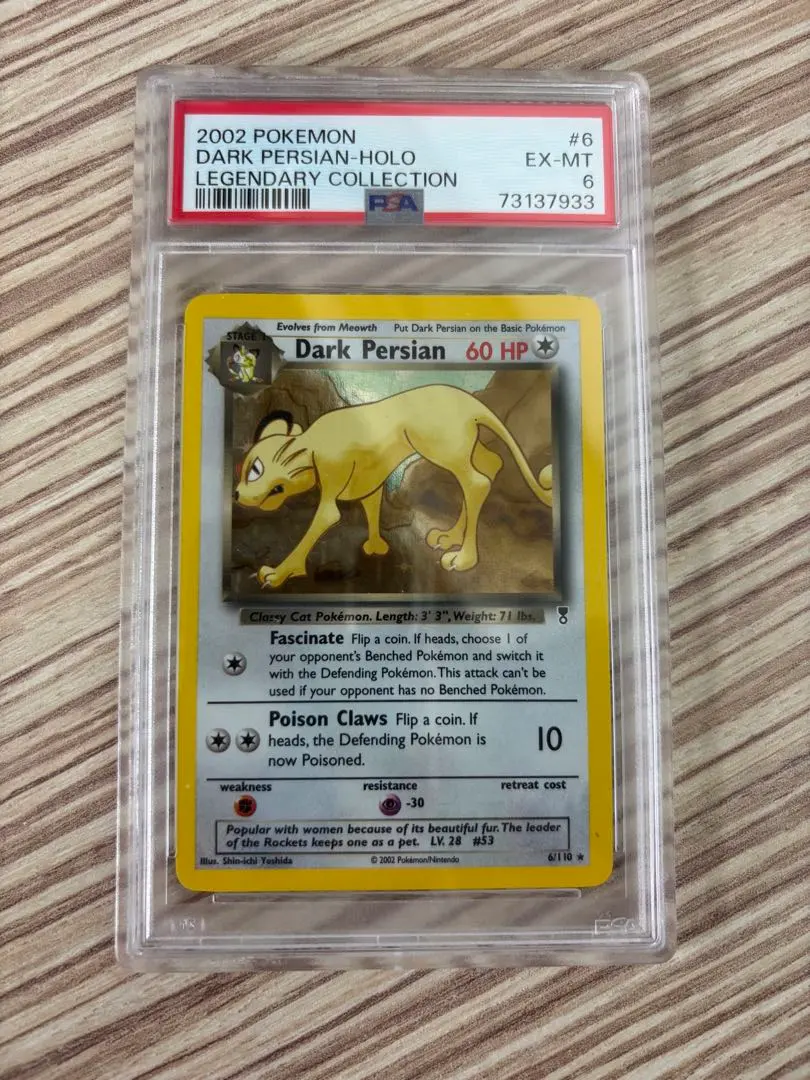 2002 POKEMON #6
DARK PERSIAN-HOLO EX-MT
LEGENDARY COLLECTION 6
PSA 73137933
Evolves from Meowth Put Dark Persian on the Basic Pokémon
STAGE 1
Dark Persian 60 HP
Classy Cat Pokémon. Length: 3' 3", Weight: 71 lbs.
Fascinate Flip a coin. If heads, choose 1 of
your opponent's Benched Pokémon and switch it
with the Defending Pokémon. This attack can't be
used if your opponent has no Benched Pokémon.
Poison Claws Flip a coin. If
heads, the Defending Pokémon is 10
now Poisoned.
weakness resistance retreat cost
-30
Popular with women because of its beautiful fur. The leader
of the Rockets keeps one as a pet. LV. 28 #53
Illus. Shin-ichi Yoshida © 2002 Pokémon/Nintendo 6/110 ★